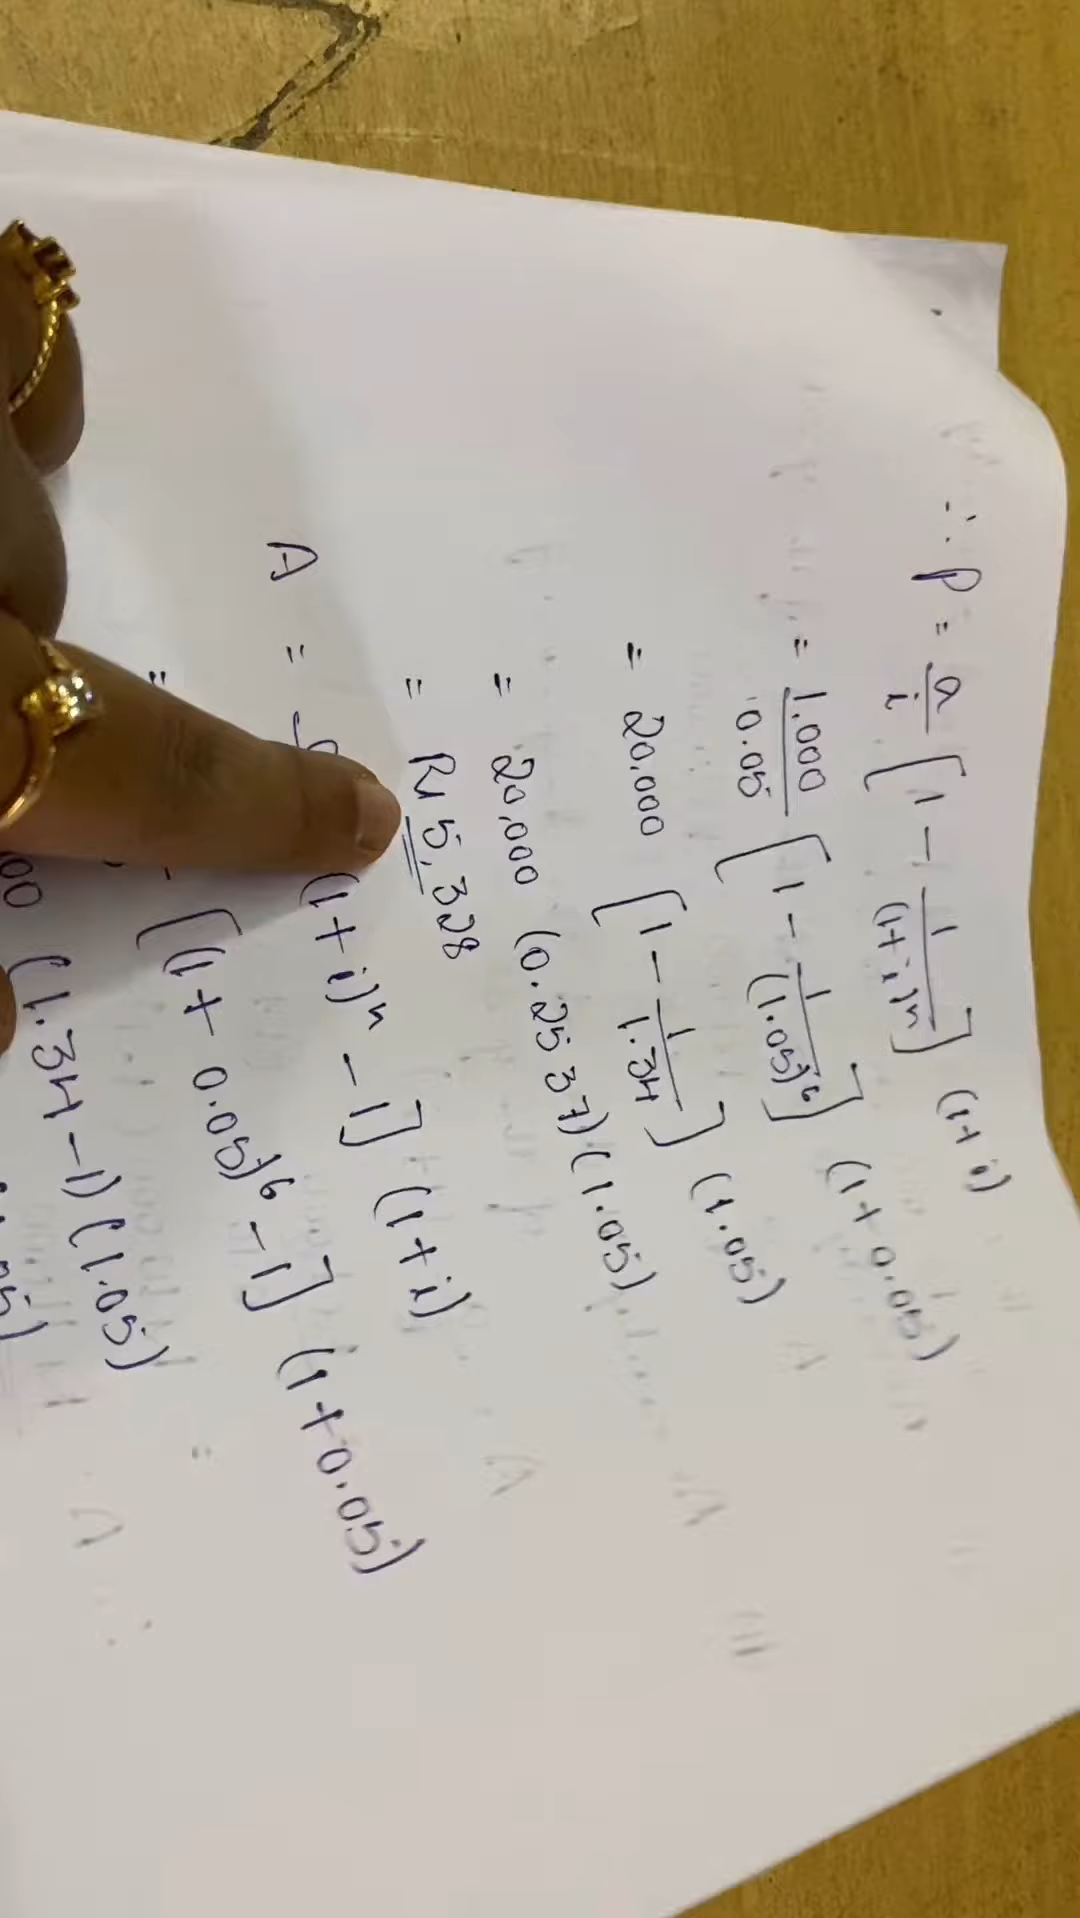 ∴ P = a/i [1 - 1/(1+i)^n] (1+i)
= 1,000/0.05 [1 - 1/(1.05)^6] (1+0.05)
= 20,000 [1 - 1/1.34] (1.05)
= 20,000 (0.2537) (1.05)
= Rs 5,328
A = (1+i)^n - 1] (1+i)
= [(1+0.05)^6 - 1] (1+0.05)
00 (1.34 - 1) (1.05)